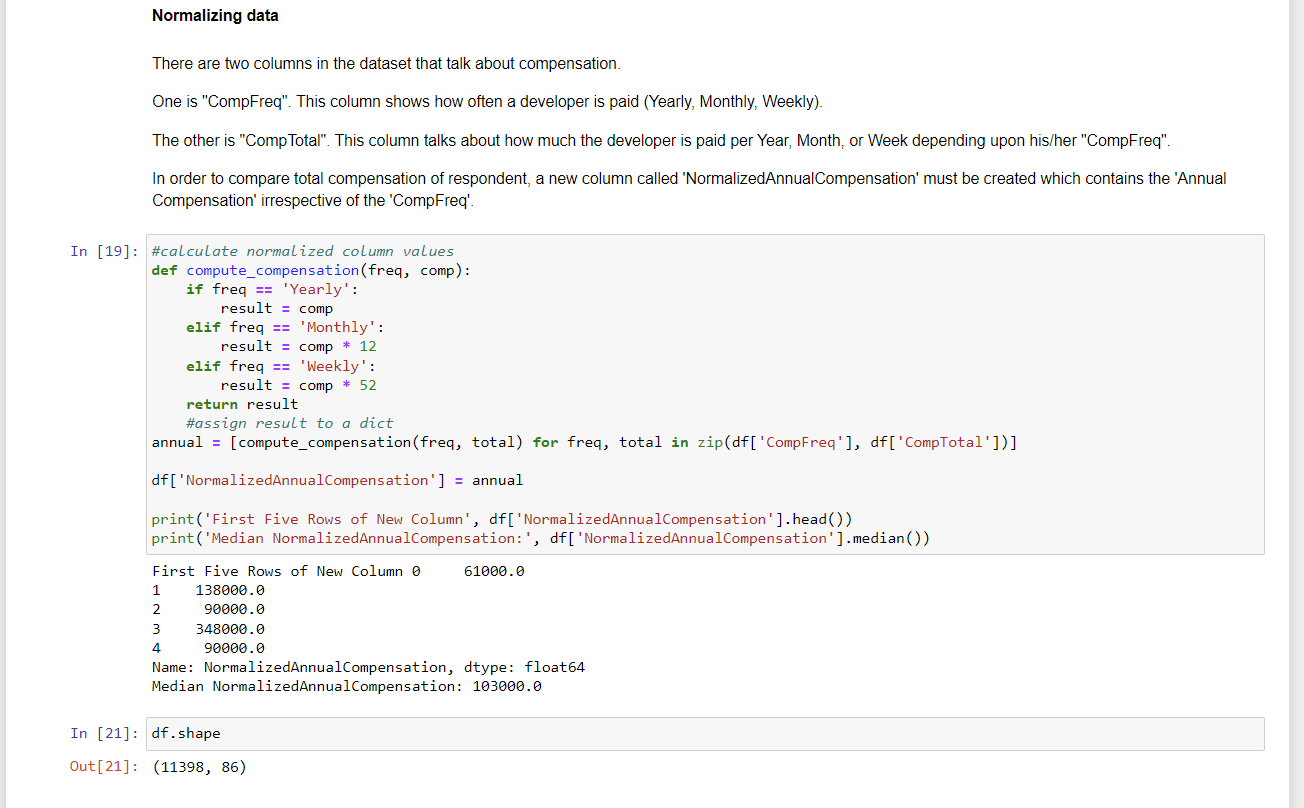 Normalizing data
There are two columns in the dataset that talk about compensation.
One is "CompFreq". This column shows how often a developer is paid (Yearly, Monthly, Weekly).
The other is "CompTotal". This column talks about how much the developer is paid per Year, Month, or Week depending upon his/her "CompFreq".
In order to compare total compensation of respondent, a new column called 'NormalizedAnnualCompensation' must be created which contains the 'Annual
Compensation' irrespective of the 'CompFreq'.
In [19]: #calculate normalized column values
def compute_compensation(freq, comp):
    if freq == 'Yearly':
        result = comp
    elif freq == 'Monthly':
        result = comp * 12
    elif freq == 'Weekly':
        result = comp * 52
    return result
    #assign result to a dict
annual = [compute_compensation(freq, total) for freq, total in zip(df['CompFreq'], df['CompTotal'])]
df['NormalizedAnnualCompensation'] = annual
print('First Five Rows of New Column', df['NormalizedAnnualCompensation'].head())
print('Median NormalizedAnnualCompensation:', df['NormalizedAnnualCompensation'].median())
First Five Rows of New Column 0     61000.0
1    138000.0
2     90000.0
3    348000.0
4     90000.0
Name: NormalizedAnnualCompensation, dtype: float64
Median NormalizedAnnualCompensation: 103000.0
In [21]: df.shape
Out[21]: (11398, 86)